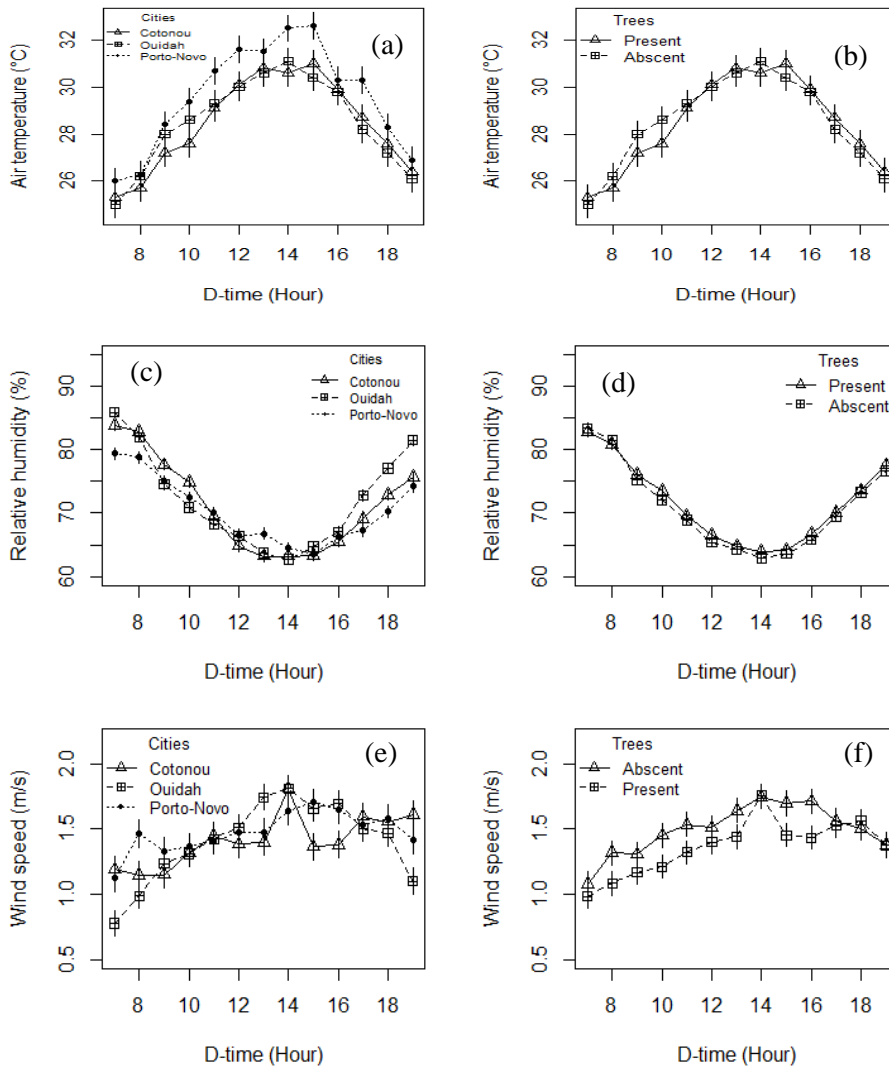 Cities
Cotonou
Ouidah
Porto-Novo
(a)
Air temperature (°C)
26 28 30 32
8 10 12 14 16 18
D-time (Hour)
Trees
Present
Abscent
(b)
Air temperature (°C)
26 28 30 32
8 10 12 14 16 18
D-time (Hour)
(c)
Cities
Cotonou
Ouidah
Porto-Novo
Relative humidity (%)
60 70 80 90
8 10 12 14 16 18
D-time (Hour)
(d)
Trees
Present
Abscent
Relative humidity (%)
60 70 80 90
8 10 12 14 16 18
D-time (Hour)
Cities
Cotonou
Ouidah
Porto-Novo
(e)
Wind speed (m/s)
0.5 1.0 1.5 2.0
8 10 12 14 16 18
D-time (Hour)
Trees
Abscent
Present
(f)
Wind speed (m/s)
0.5 1.0 1.5 2.0
8 10 12 14 16 18
D-time (Hour)